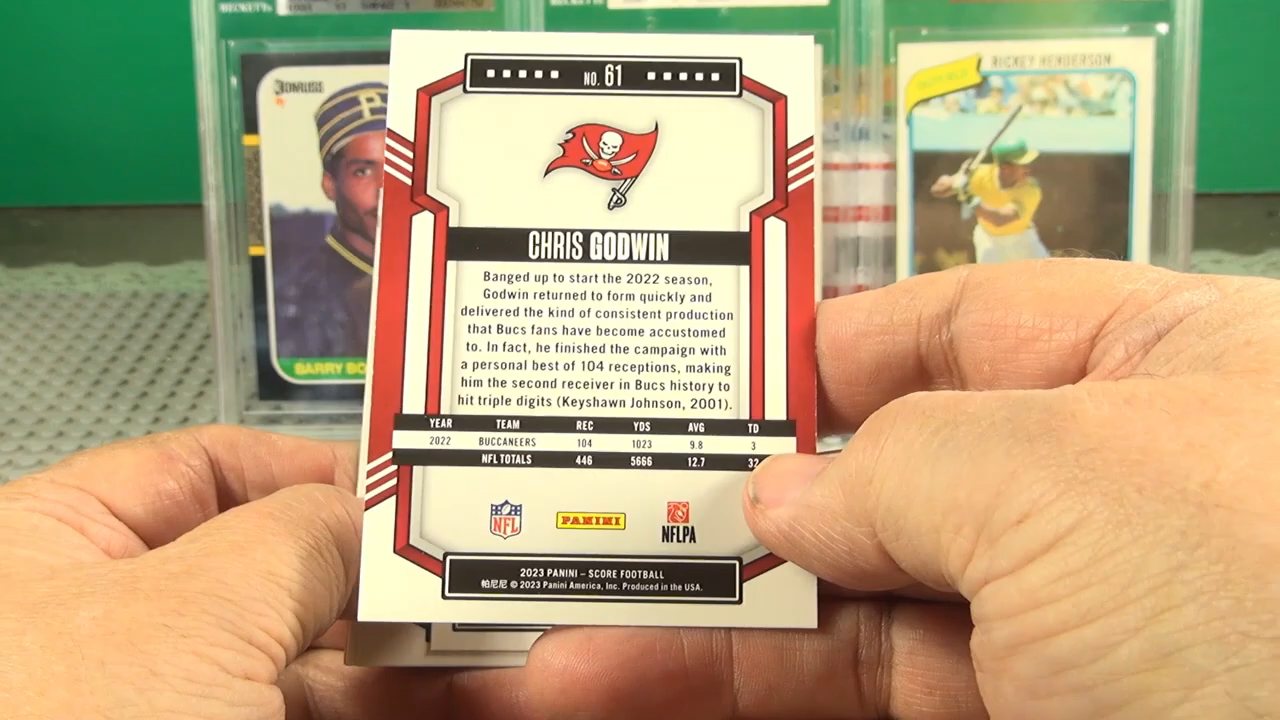 BECKETT
BECKETT
DONRUSS
RICKEY HENDERSON
OUTFIELD
P
BARRY BO
NO. 61
CHRIS GODWIN
Banged up to start the 2022 season,
Godwin returned to form quickly and
delivered the kind of consistent production
that Bucs fans have become accustomed
to. In fact, he finished the campaign with
a personal best of 104 receptions, making
him the second receiver in Bucs history to
hit triple digits (Keyshawn Johnson, 2001).
YEAR TEAM REC YDS AVG TD
2022 BUCCANEERS 104 1023 9.8 3
NFL TOTALS 446 5666 12.7 32
NFL PANINI NFLPA
2023 PANINI – SCORE FOOTBALL
帕尼尼 © 2023 Panini America, Inc. Produced in the USA.